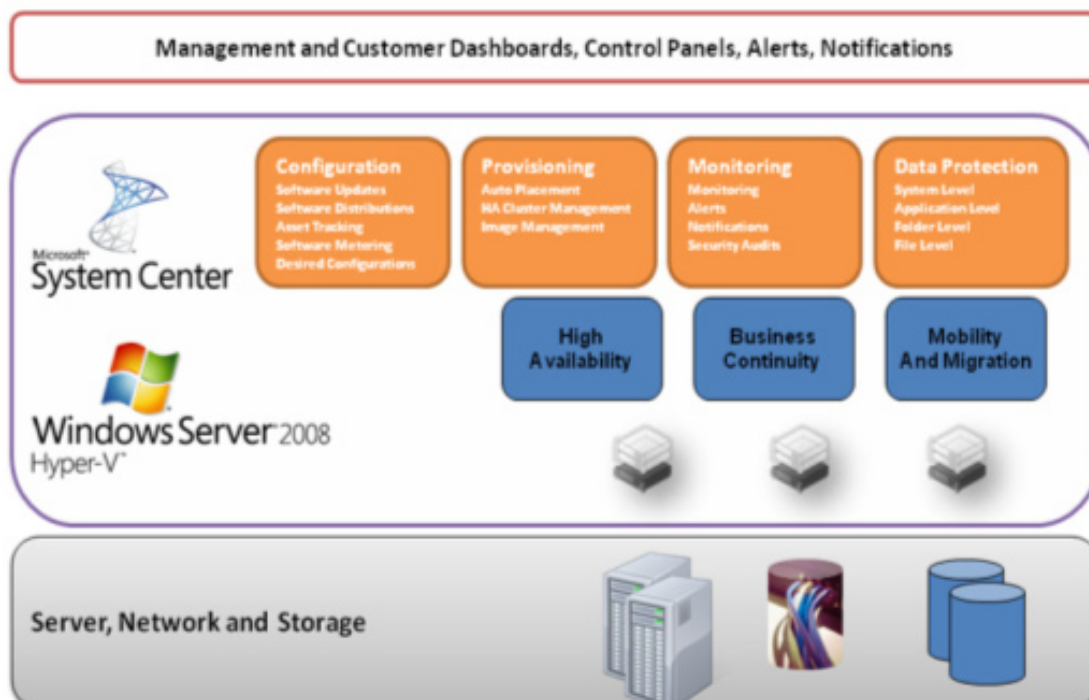 Management and Customer Dashboards, Control Panels, Alerts, Notifications
Microsoft®
System Center
Configuration
Software Updates
Software Distributions
Asset Tracking
Software Metering
Desired Configurations
Provisioning
Auto Placement
HA Cluster Management
Image Management
Monitoring
Monitoring
Alerts
Notifications
Security Audits
Data Protection
System Level
Application Level
Folder Level
File Level
High
Availability
Business
Continuity
Mobility
And Migration
Windows Server® 2008
Hyper-V™
Server, Network and Storage